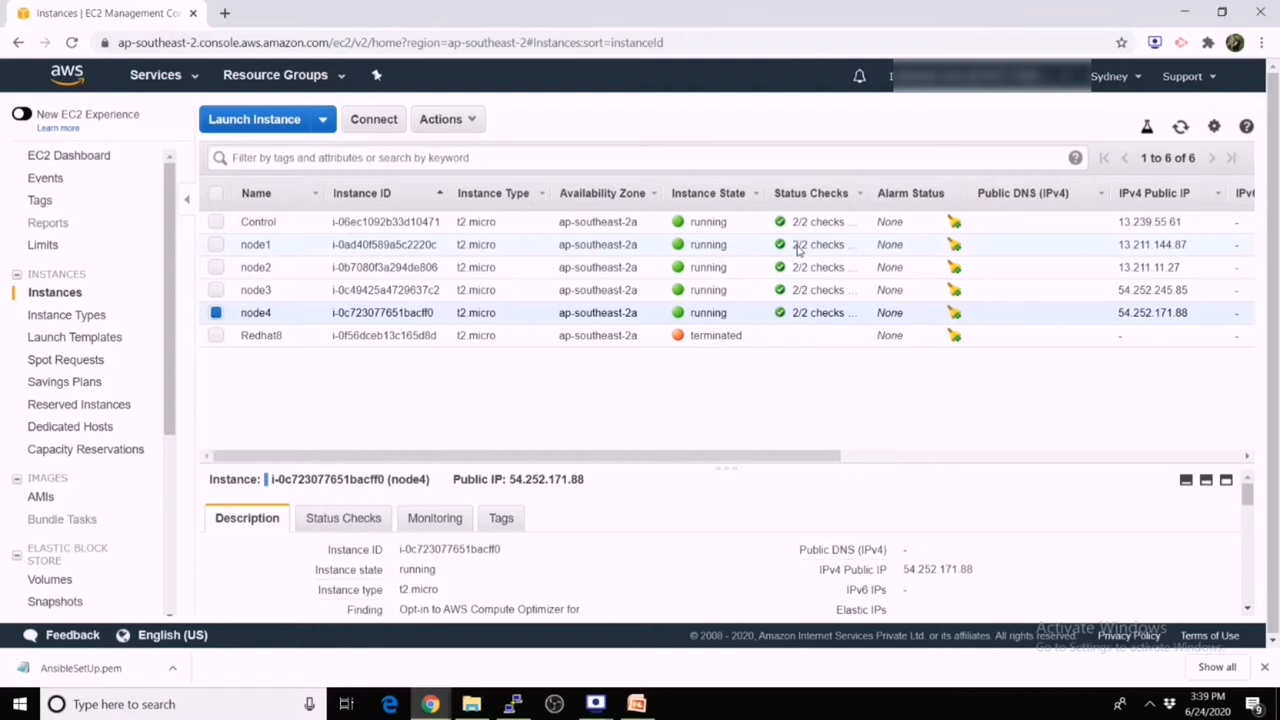 Instances | EC2 Management Co
ap-southeast-2.console.aws.amazon.com/ec2/v2/home?region=ap-southeast-2#Instances:sort=instanceId
aws Services Resource Groups Sydney Support
New EC2 Experience
Learn more
Launch Instance Connect Actions
EC2 Dashboard
Events
Tags
Reports
Limits
INSTANCES
Instances
Instance Types
Launch Templates
Spot Requests
Savings Plans
Reserved Instances
Dedicated Hosts
Capacity Reservations
IMAGES
AMIs
Bundle Tasks
ELASTIC BLOCK
STORE
Volumes
Snapshots
Filter by tags and attributes or search by keyword 1 to 6 of 6
Name Instance ID Instance Type Availability Zone Instance State Status Checks Alarm Status Public DNS (IPv4) IPv4 Public IP IPv6
Control i-06ec1092b33d10471 t2.micro ap-southeast-2a running 2/2 checks ... None 13.239.55.61 -
node1 i-0ad40f589a5c2220c t2.micro ap-southeast-2a running 2/2 checks ... None 13.211.144.87 -
node2 i-0b7080f3a294de806 t2.micro ap-southeast-2a running 2/2 checks ... None 13.211.11.27 -
node3 i-0c49425a4729637c2 t2.micro ap-southeast-2a running 2/2 checks ... None 54.252.245.85 -
node4 i-0c723077651bacff0 t2.micro ap-southeast-2a running 2/2 checks ... None 54.252.171.88 -
Redhat8 i-0f56dceb13c165d8d t2.micro ap-southeast-2a terminated None - -
Instance: i-0c723077651bacff0 (node4) Public IP: 54.252.171.88
Description Status Checks Monitoring Tags
Instance ID i-0c723077651bacff0 Public DNS (IPv4) -
Instance state running IPv4 Public IP 54.252.171.88
Instance type t2.micro IPv6 IPs -
Finding Opt-in to AWS Compute Optimizer for Elastic IPs
Activate Windows
Go to Settings to activate Windows.
Feedback English (US) © 2008 - 2020, Amazon Internet Services Private Ltd. or its affiliates. All rights reserved. Privacy Policy Terms of Use
AnsibleSetUp.pem Show all
Type here to search 3:39 PM
6/24/2020
9